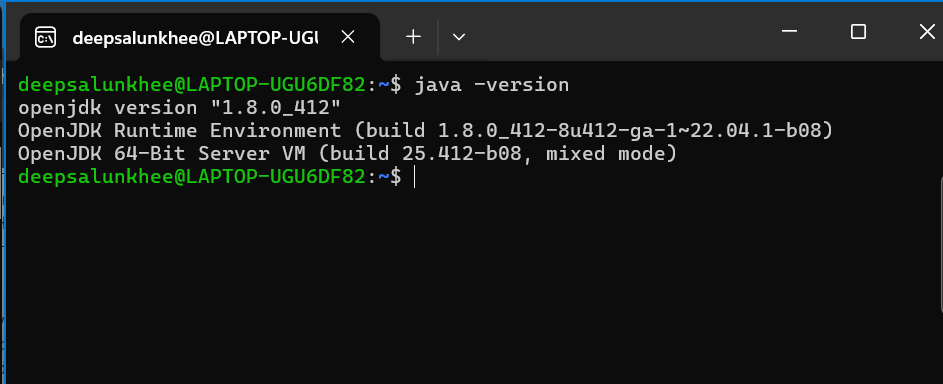 deepsalunkhee@LAPTOP-UGU
deepsalunkhee@LAPTOP-UGU6DF82:~$ java -version
openjdk version "1.8.0_412"
OpenJDK Runtime Environment (build 1.8.0_412-8u412-ga-1~22.04.1-b08)
OpenJDK 64-Bit Server VM (build 25.412-b08, mixed mode)
deepsalunkhee@LAPTOP-UGU6DF82:~$